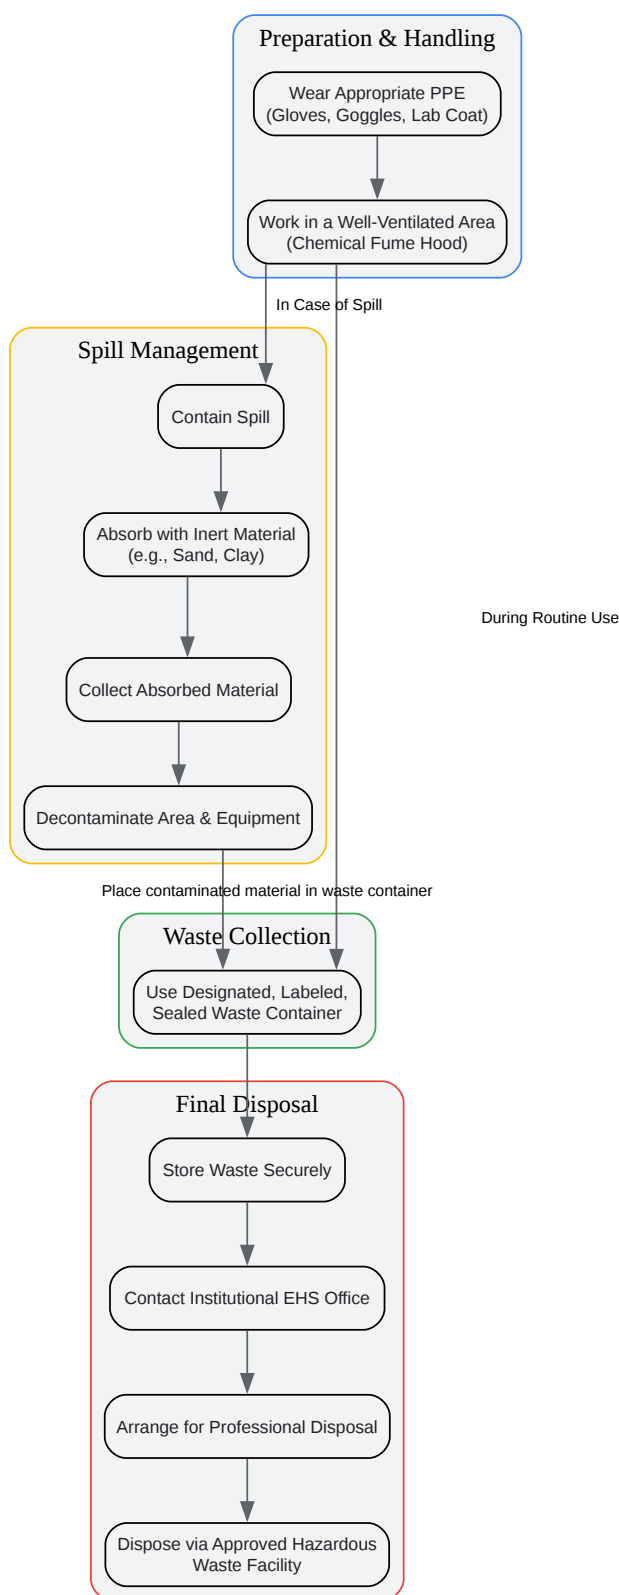 Preparation & Handling
Wear Appropriate PPE
(Gloves, Goggles, Lab Coat)
Work in a Well-Ventilated Area
(Chemical Fume Hood)
In Case of Spill
Spill Management
Contain Spill
Absorb with Inert Material
(e.g., Sand, Clay)
During Routine Use
Collect Absorbed Material
Decontaminate Area & Equipment
Place contaminated material in waste container
Waste Collection
Use Designated, Labeled,
Sealed Waste Container
Final Disposal
Store Waste Securely
Contact Institutional EHS Office
Arrange for Professional Disposal
Dispose via Approved Hazardous
Waste Facility